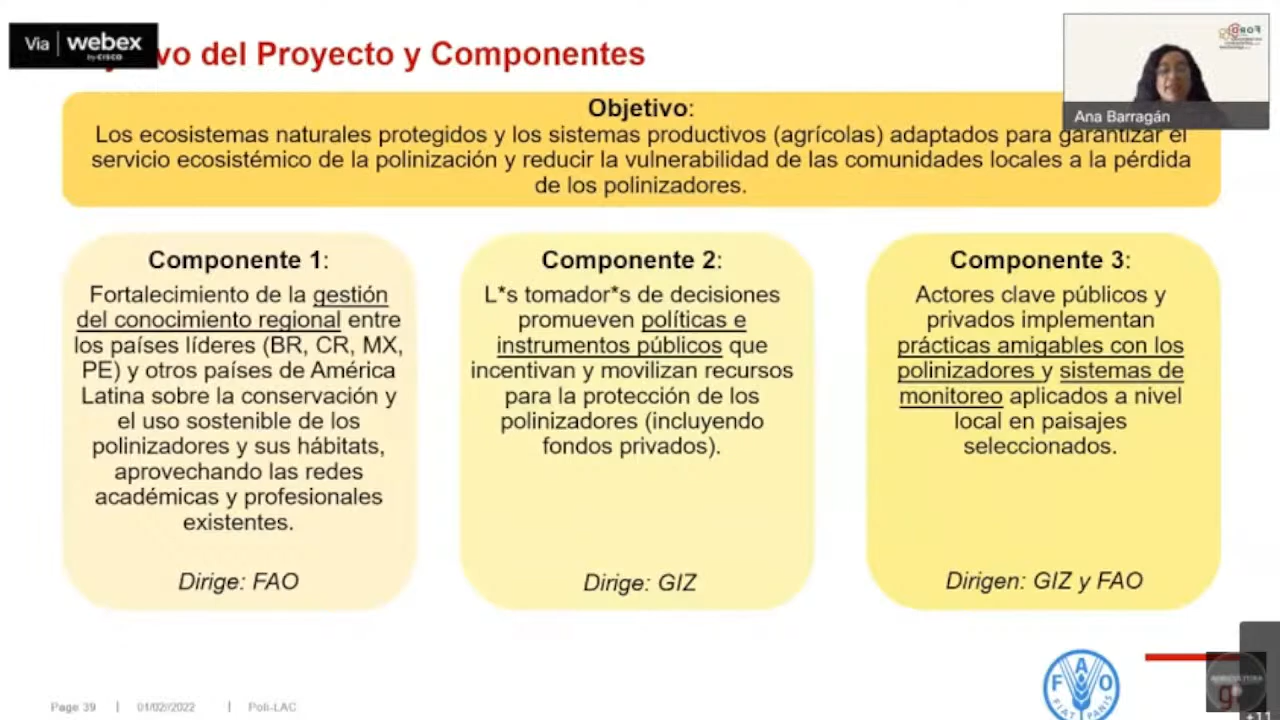 Via webex
by CISCO
vo del Proyecto y Componentes
Ana Barragán
Objetivo:
Los ecosistemas naturales protegidos y los sistemas productivos (agrícolas) adaptados para garantizar el
servicio ecosistémico de la polinización y reducir la vulnerabilidad de las comunidades locales a la pérdida
de los polinizadores.
Componente 1:
Fortalecimiento de la gestión
del conocimiento regional entre
los países líderes (BR, CR, MX,
PE) y otros países de América
Latina sobre la conservación y
el uso sostenible de los
polinizadores y sus hábitats,
aprovechando las redes
académicas y profesionales
existentes.
Dirige: FAO
Componente 2:
L*s tomador*s de decisiones
promueven políticas e
instrumentos públicos que
incentivan y movilizan recursos
para la protección de los
polinizadores (incluyendo
fondos privados).
Dirige: GIZ
Componente 3:
Actores clave públicos y
privados implementan
prácticas amigables con los
polinizadores y sistemas de
monitoreo aplicados a nivel
local en paisajes
seleccionados.
Dirigen: GIZ y FAO
Page 39 | 01/02//2022 | Poli-LAC
FAO
FIAT PANIS
AGRICULTURA